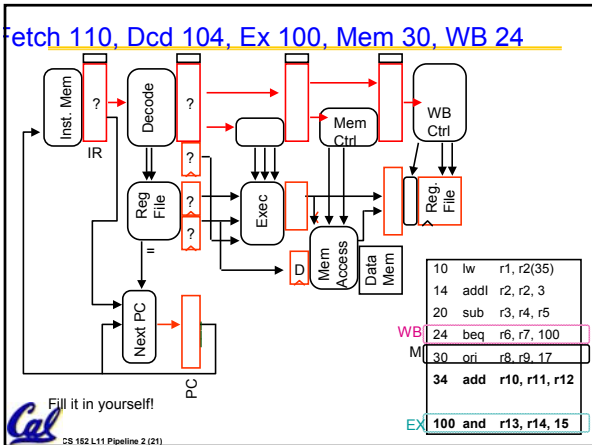 Fetch 110, Dcd 104, Ex 100, Mem 30, WB 24
Inst. Mem
?
IR
Decode
?
Mem
Ctrl
WB
Ctrl
?
Reg
File
?
?
Exec
Reg.
File
=
D
Mem
Access
Data
Mem
Next PC
PC
10 lw r1, r2(35)
14 addI r2, r2, 3
20 sub r3, r4, r5
WB 24 beq r6, r7, 100
M 30 ori r8, r9, 17
34 add r10, r11, r12
EX 100 and r13, r14, 15
Fill it in yourself!
Cal
CS 152 L11 Pipeline 2 (21)